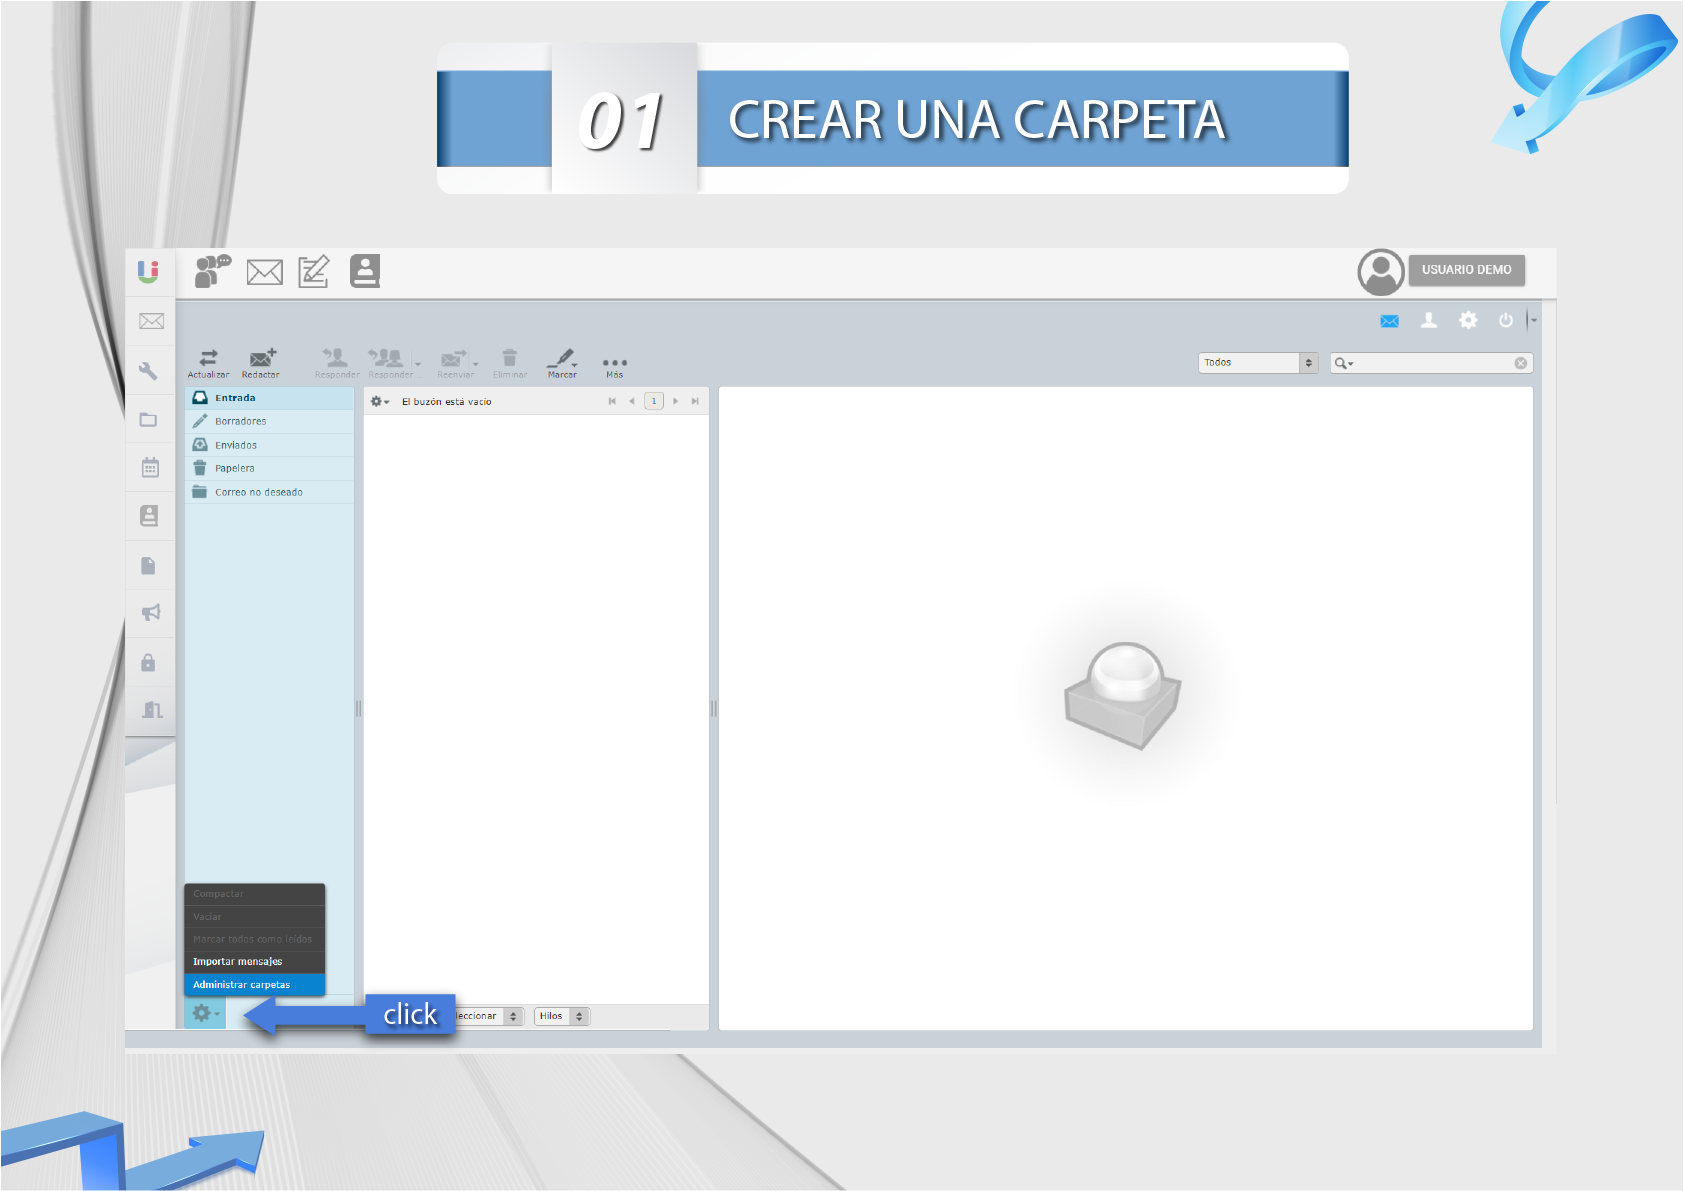 01
CREAR UNA CARPETA
USUARIO DEMO
Actualizar
Redactar
Responder
Responder ...
Reenviar
Eliminar
Marcar
Más
Todos
Entrada
Borradores
Enviados
Papelera
Correo no deseado
El buzón está vacío
1
Compactar
Vaciar
Marcar todos como leídos
Importar mensajes
Administrar carpetas
click
leccionar
Hilos